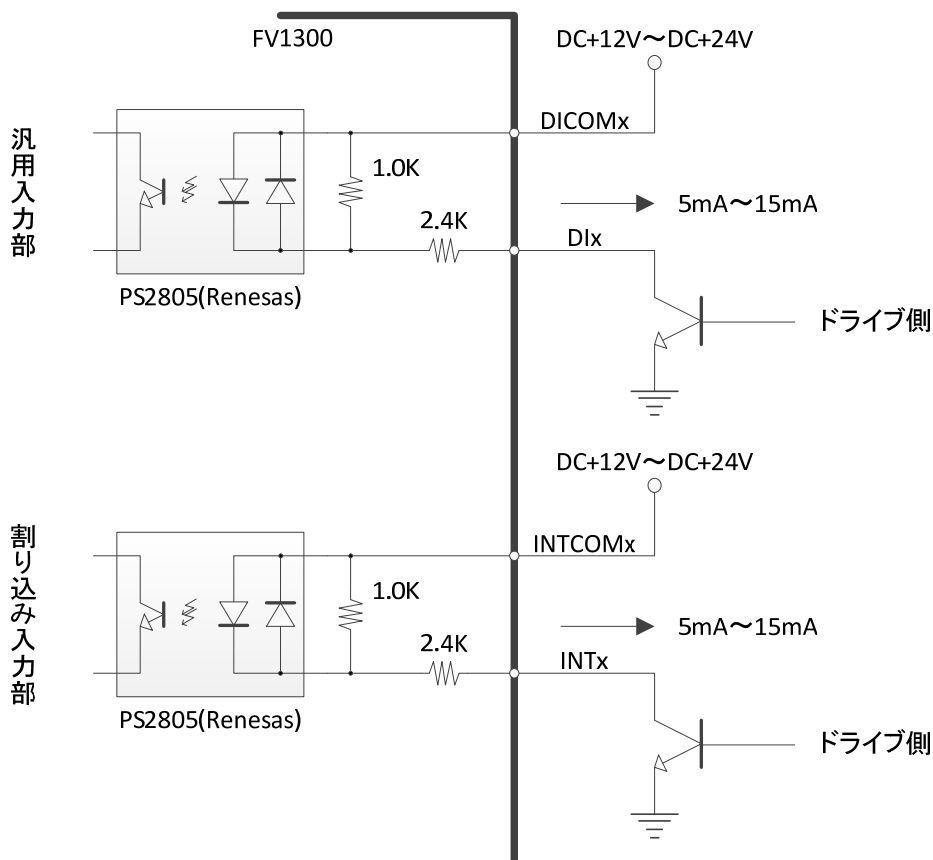 FV1300
DC+12V～DC+24V
DICOMx
汎用入力部
1.0K
5mA～15mA
2.4K
DIx
PS2805(Renesas)
ドライブ側
DC+12V～DC+24V
INTCOMx
割り込み入力部
1.0K
5mA～15mA
2.4K
INTx
PS2805(Renesas)
ドライブ側